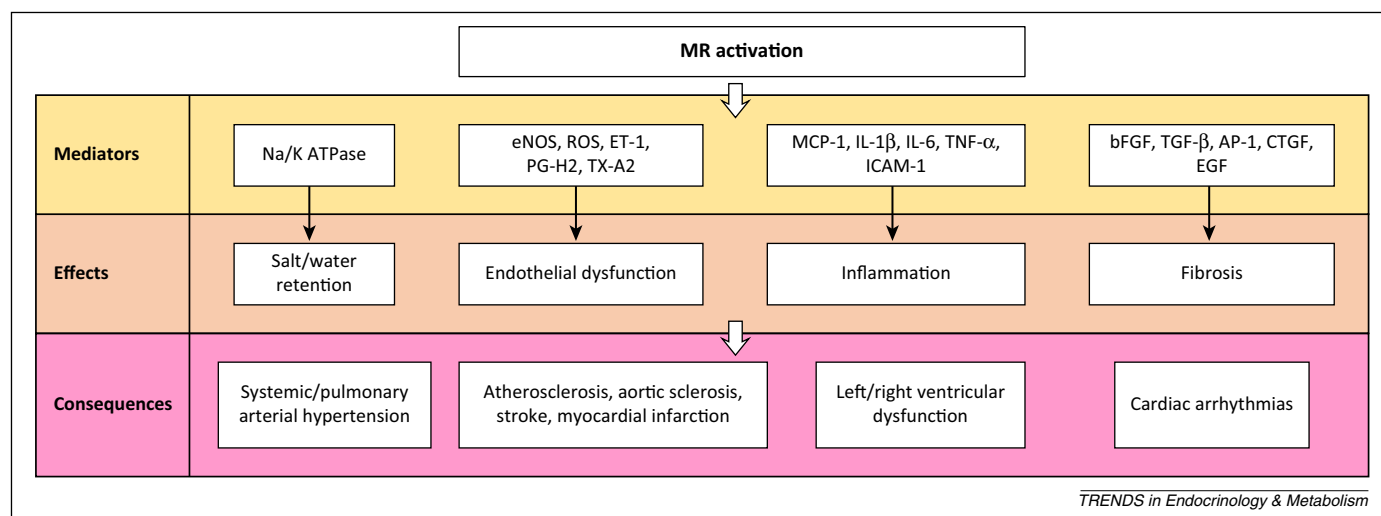 MR activation
Mediators
Na/K ATPase
eNOS, ROS, ET-1,
PG-H2, TX-A2
MCP-1, IL-1β, IL-6, TNF-α,
ICAM-1
bFGF, TGF-β, AP-1, CTGF,
EGF
Effects
Salt/water
retention
Endothelial dysfunction
Inflammation
Fibrosis
Consequences
Systemic/pulmonary
arterial hypertension
Atherosclerosis, aortic sclerosis,
stroke, myocardial infarction
Left/right ventricular
dysfunction
Cardiac arrhythmias
TRENDS in Endocrinology & Metabolism